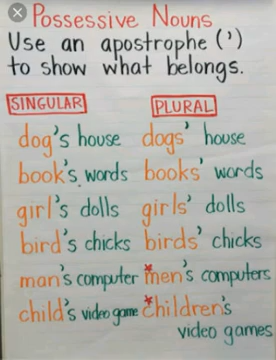 Possessive Nouns
Use an apostrophe (')
to show what belongs.
SINGULAR PLURAL
dog's house dogs' house
book's words books' words
girl's dolls girls' dolls
bird's chicks birds' chicks
man's computer *men's computers
child's video game *children's
video games